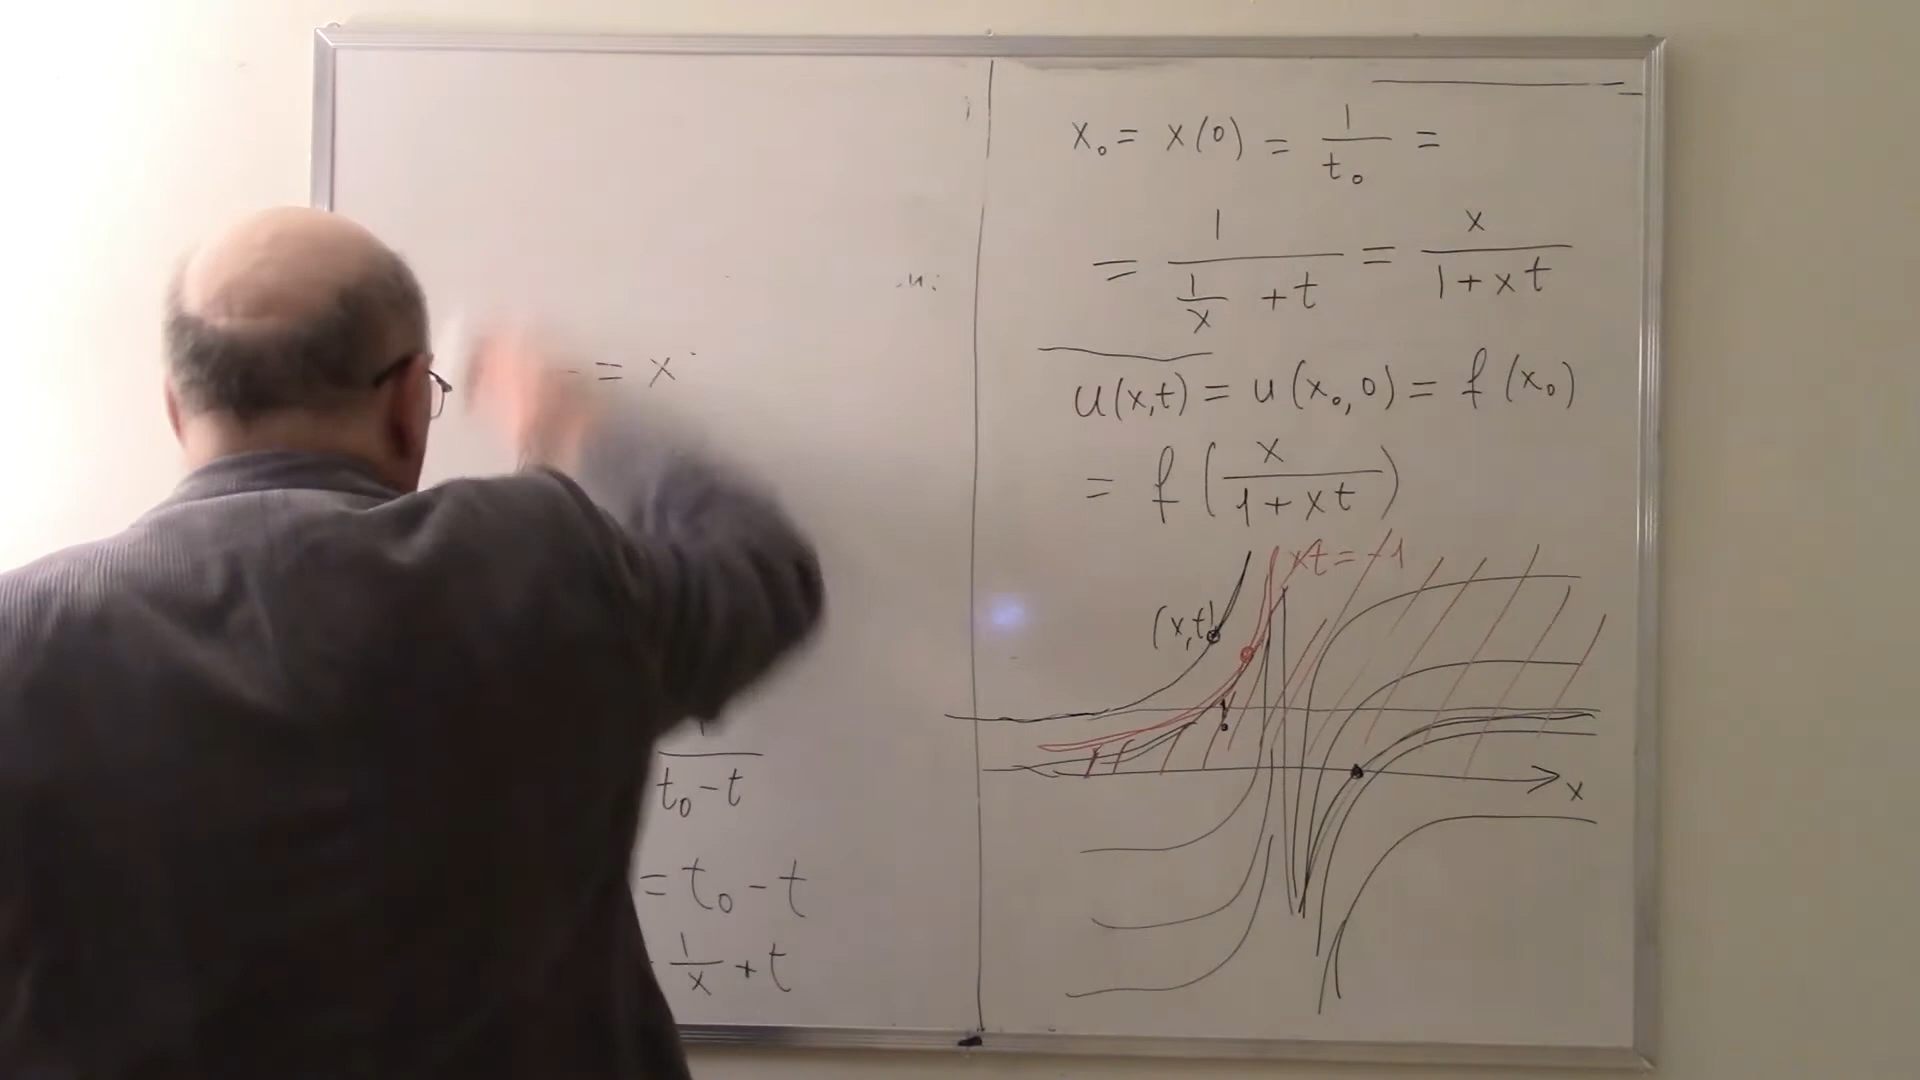 = x
t₀ - t
= t₀ - t
1/x + t
x₀ = x(0) = 1/t₀ =
= 1/(1/x + t) = x/(1 + xt)
u(x,t) = u(x₀,0) = f(x₀)
= f(x/(1 + xt))
xt = -1
(x,t)
x